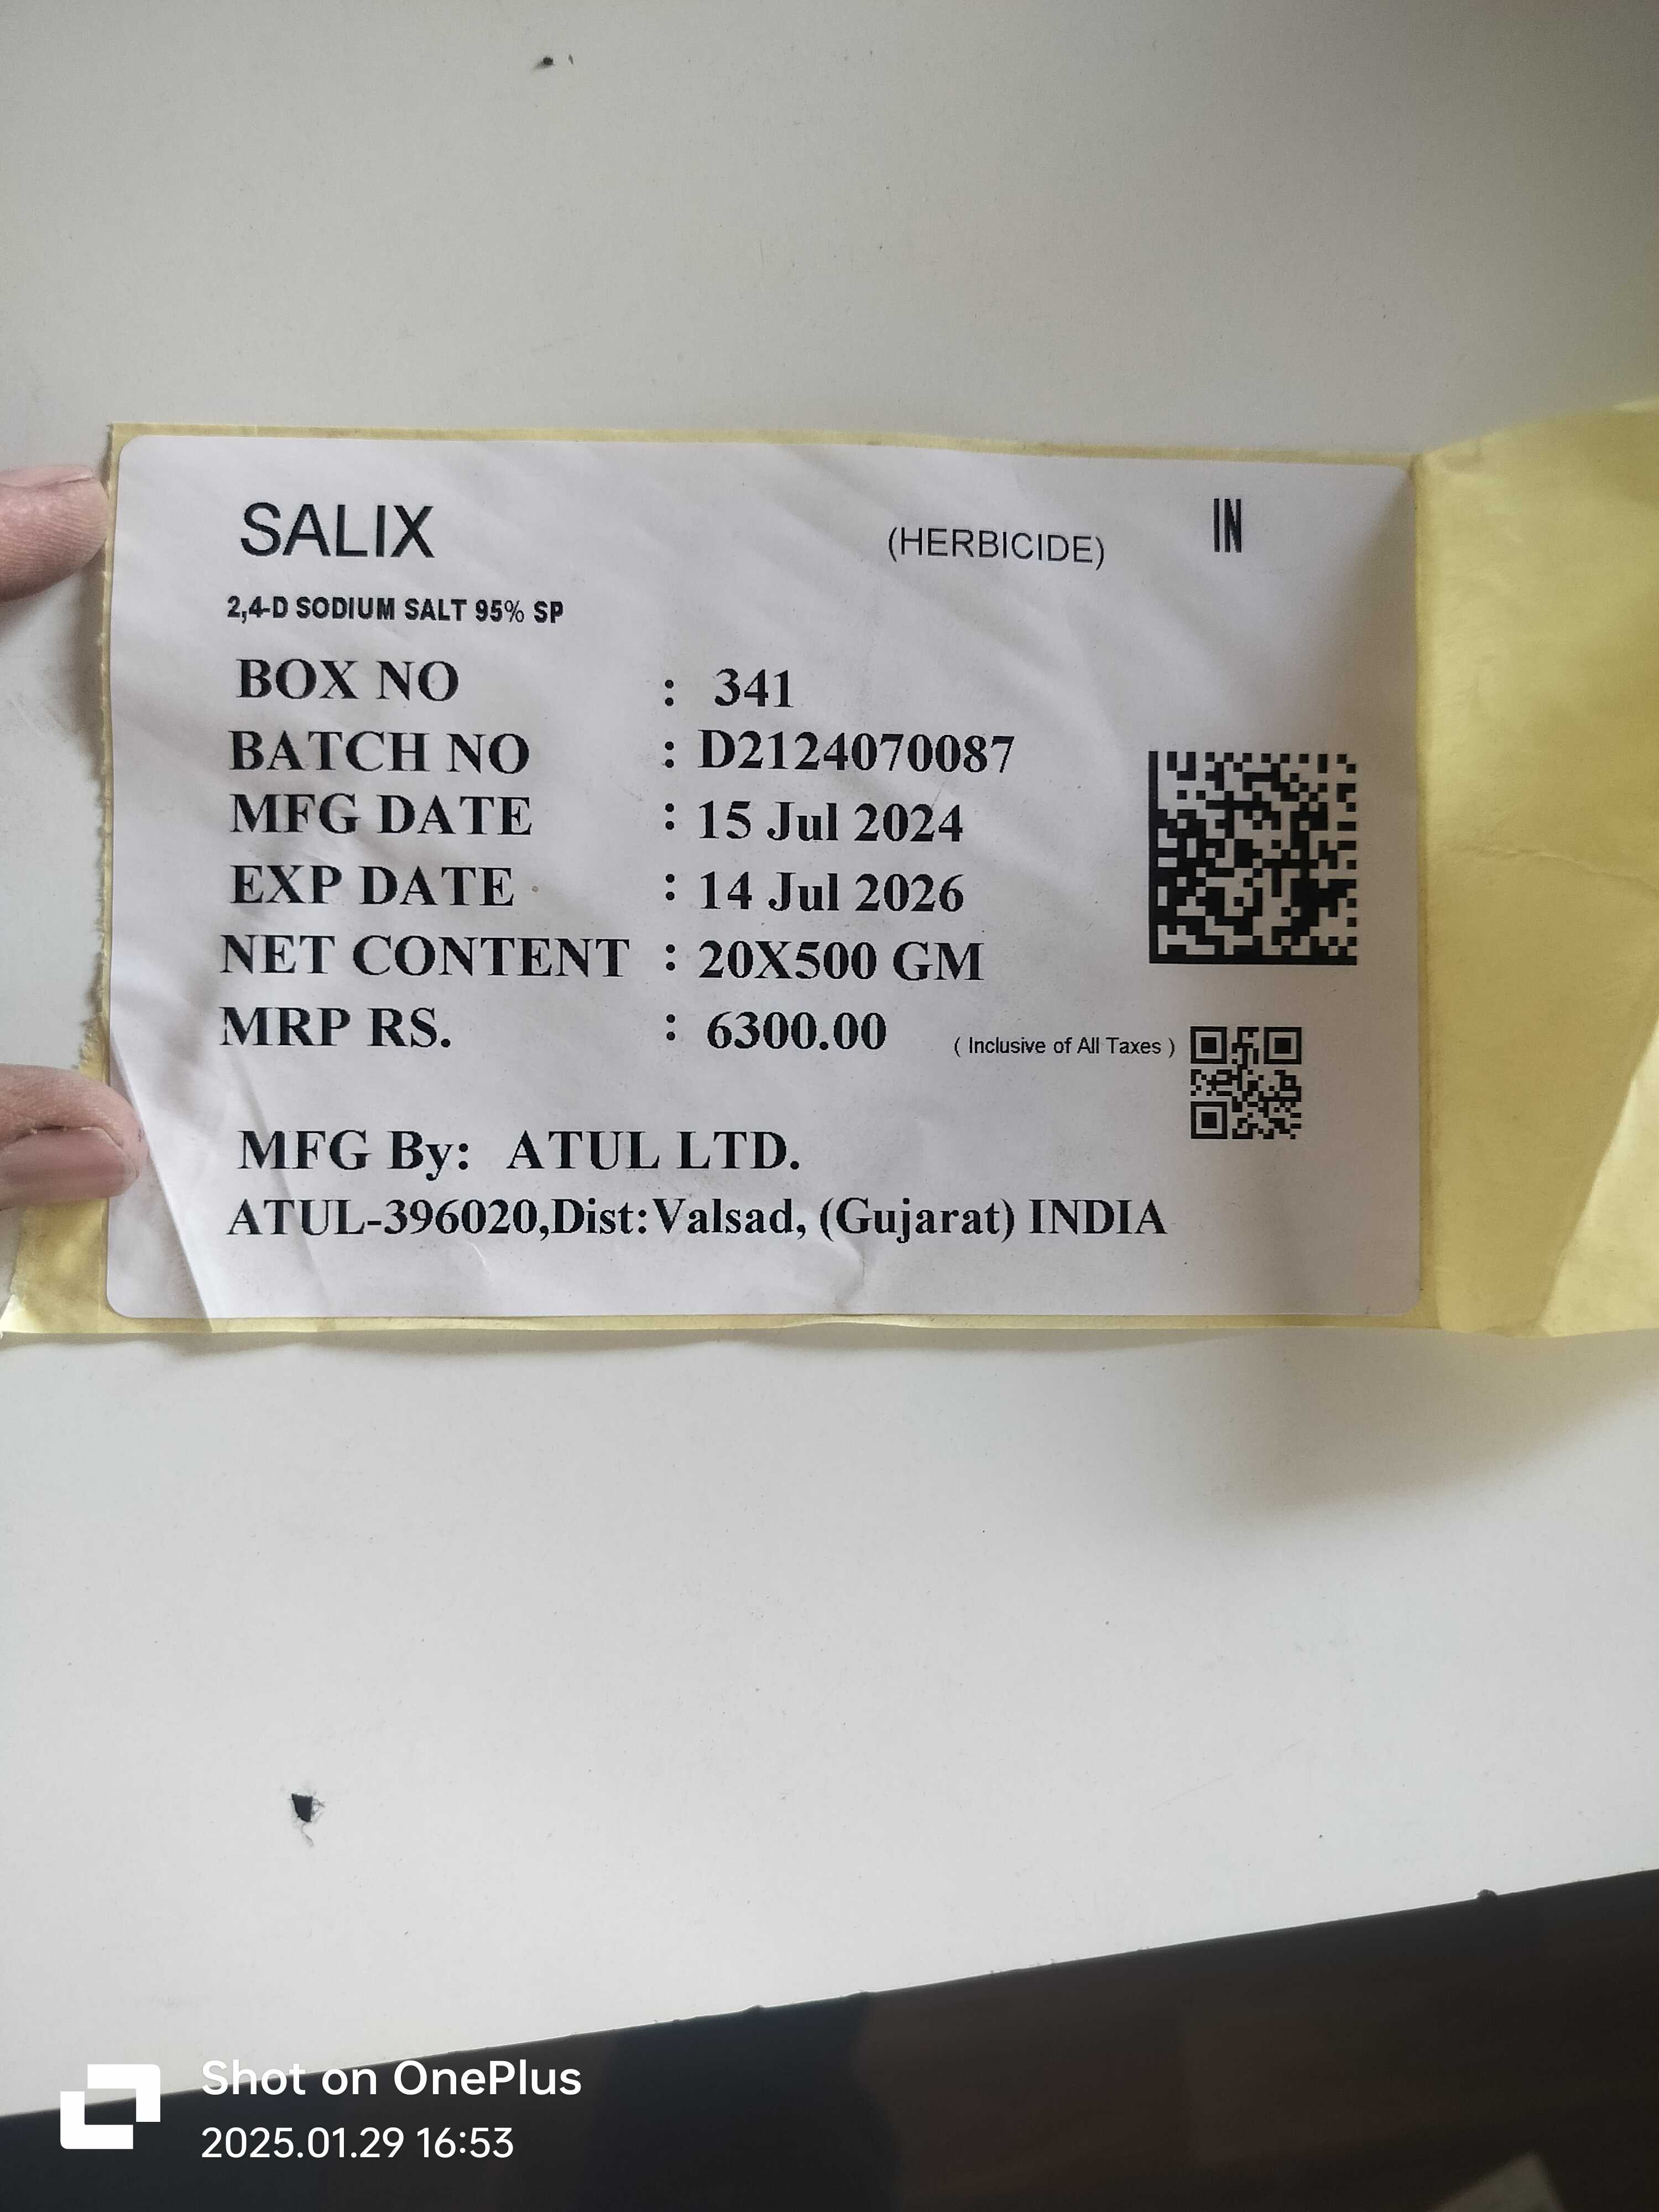 SALIX (HERBICIDE) IN
2,4-D SODIUM SALT 95% SP
BOX NO : 341
BATCH NO : D2124070087
MFG DATE : 15 Jul 2024
EXP DATE : 14 Jul 2026
NET CONTENT : 20X500 GM
MRP RS. : 6300.00 ( Inclusive of All Taxes )
MFG By: ATUL LTD.
ATUL-396020,Dist:Valsad, (Gujarat) INDIA
Shot on OnePlus
2025.01.29 16:53